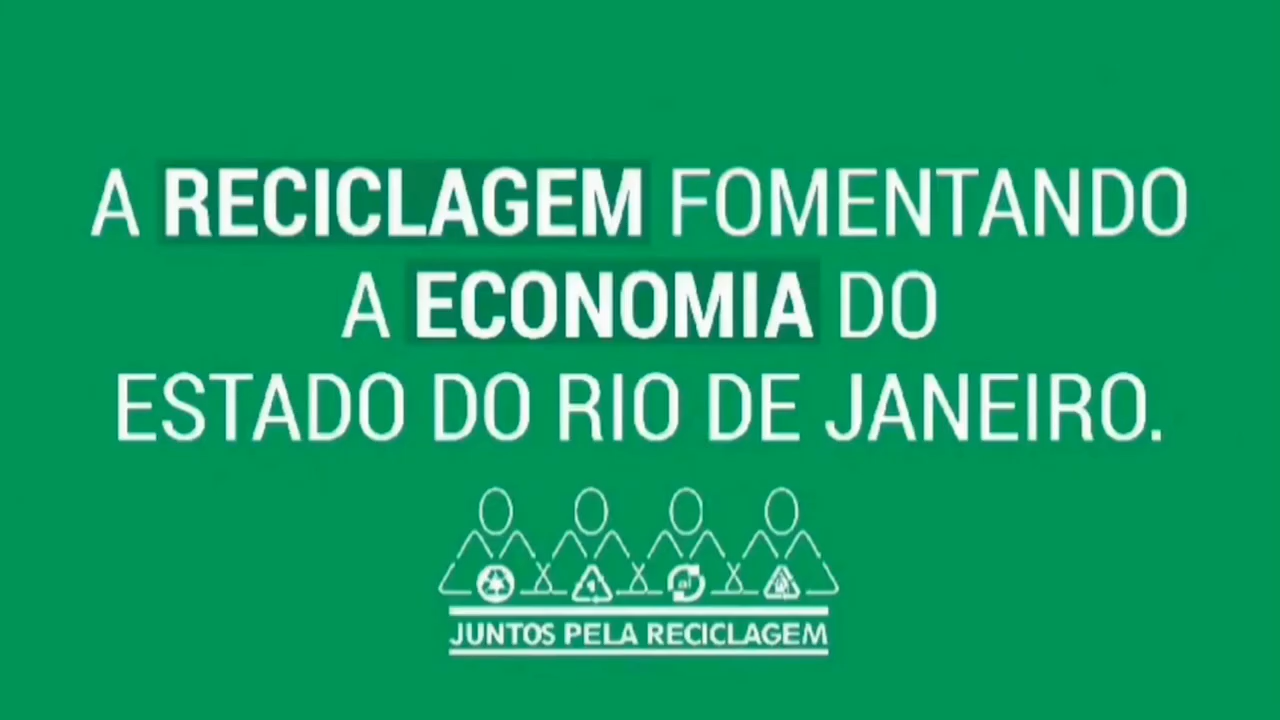 A RECICLAGEM FOMENTANDO
A ECONOMIA DO
ESTADO DO RIO DE JANEIRO.
JUNTOS PELA RECICLAGEM